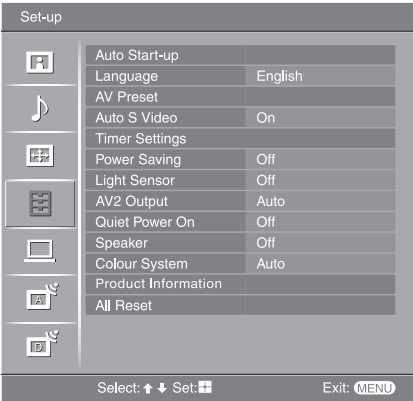 Set-up
Auto Start-up
Language English
AV Preset
Auto S Video On
Timer Settings
Power Saving Off
Light Sensor Off
AV2 Output Auto
Quiet Power On Off
Speaker Off
Colour System Auto
Product Information
All Reset
A
D
Select: Set: Exit: MENU